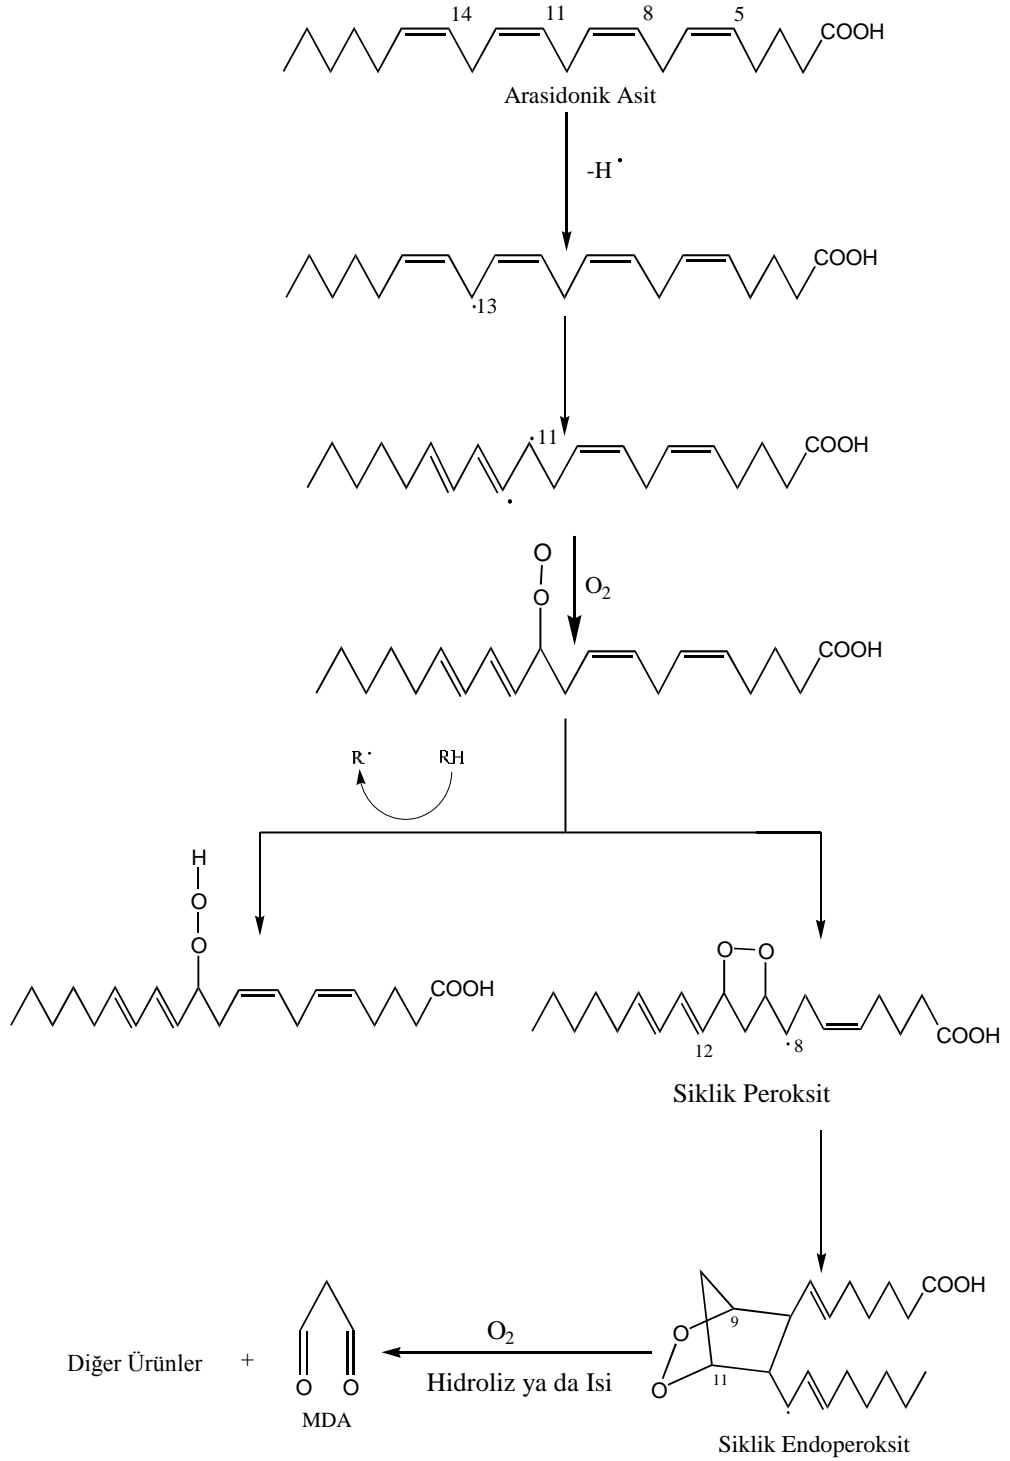 14 11 8 5
COOH
Arasidonik Asit
-H•
COOH
•13
•11
COOH
•
O
O
O2
COOH
R• RH
H
O
O
COOH
O O
12 •8
COOH
Siklik Peroksit
COOH
9
O
O
11
•
O2
Hidroliz ya da Isi
Diğer Ürünler +
O O
MDA
Siklik Endoperoksit